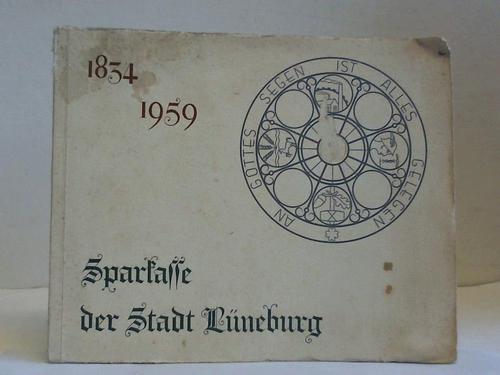 1834
1959
AN GOTTES SEGEN IST ALLES GELEGEN
Sparkasse
der Stadt Lüneburg